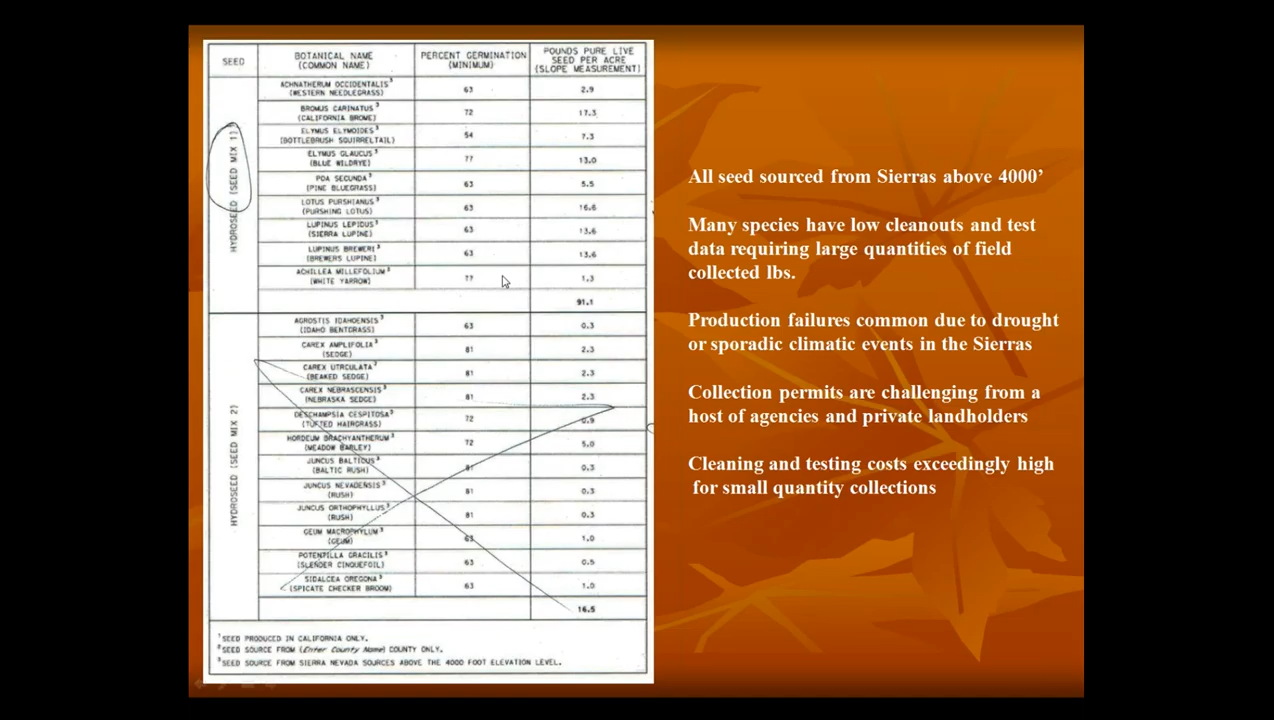 SEED
BOTANICAL NAME
(COMMON NAME)
PERCENT GERMINATION
(MINIMUM)
POUNDS PURE LIVE
SEED PER ACRE
(SLOPE MEASUREMENT)
HYDROSEED (SEED MIX 1)
ACHNATHERUM OCCIDENTALIS³
(WESTERN NEEDLEGRASS)
63
2.9
BROMUS CARINATUS³
(CALIFORNIA BROME)
72
17.3
ELYMUS ELYMOIDES³
(BOTTLEBRUSH SQUIRRELTAIL)
54
7.3
ELYMUS GLAUCUS³
(BLUE WILDRYE)
77
13.0
POA SECUNDA³
(PINE BLUEGRASS)
63
5.5
LOTUS PURSHIANUS³
(PURSHING LOTUS)
63
16.6
LUPINUS LEPIDUS³
(SIERRA LUPINE)
63
13.6
LUPINUS BREWERI³
(BREWERS LUPINE)
63
13.6
ACHILLEA MILLEFOLIUM³
(WHITE YARROW)
77
1.3
91.1
HYDROSEED (SEED MIX 2)
AGROSTIS IDAHOENSIS³
(IDAHO BENTGRASS)
63
0.3
CAREX AMPLIFOLIA³
(SEDGE)
81
2.3
CAREX UTRCULATA³
(BEAKED SEDGE)
81
2.3
CAREX NEBRASCENSIS³
(NEBRASKA SEDGE)
81
2.3
DESCHAMPSIA CESPITOSA³
(TUFTED HAIRGRASS)
72
0.9
HORDEUM BRACHYANTHERUM³
(MEADOW BARLEY)
72
5.0
JUNCUS BALTICUS³
(BALTIC RUSH)
81
0.3
JUNCUS NEVADENSIS³
(RUSH)
81
0.3
JUNCUS ORTHOPHYLLUS³
(RUSH)
81
0.3
GEUM MACROPHYLUM³
(GEUM)
63
1.0
POTENTILLA GRACILIS³
(SLENDER CINQUEFOIL)
63
0.5
SIDALCEA OREGONA³
(SPICATE CHECKER BROOM)
63
1.0
16.5
¹SEED PRODUCED IN CALIFORNIA ONLY.
²SEED SOURCE FROM (Enter County Name) COUNTY ONLY.
³SEED SOURCE FROM SIERRA NEVADA SOURCES ABOVE THE 4000 FOOT ELEVATION LEVEL.
All seed sourced from Sierras above 4000’
Many species have low cleanouts and test
data requiring large quantities of field
collected lbs.
Production failures common due to drought
or sporadic climatic events in the Sierras
Collection permits are challenging from a
host of agencies and private landholders
Cleaning and testing costs exceedingly high
for small quantity collections